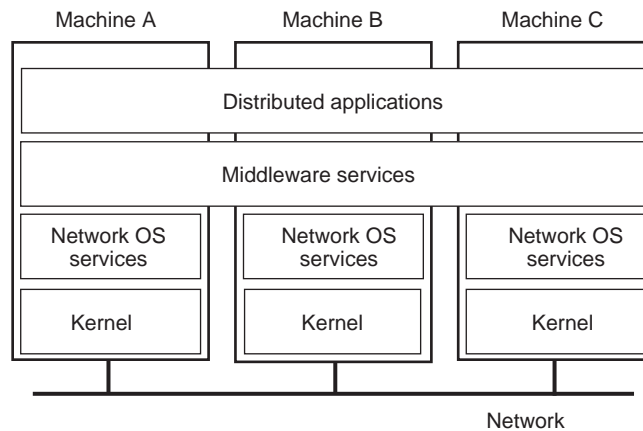 Machine A Machine B Machine C
Distributed applications
Middleware services
Network OS services Network OS services Network OS services
Kernel Kernel Kernel
Network